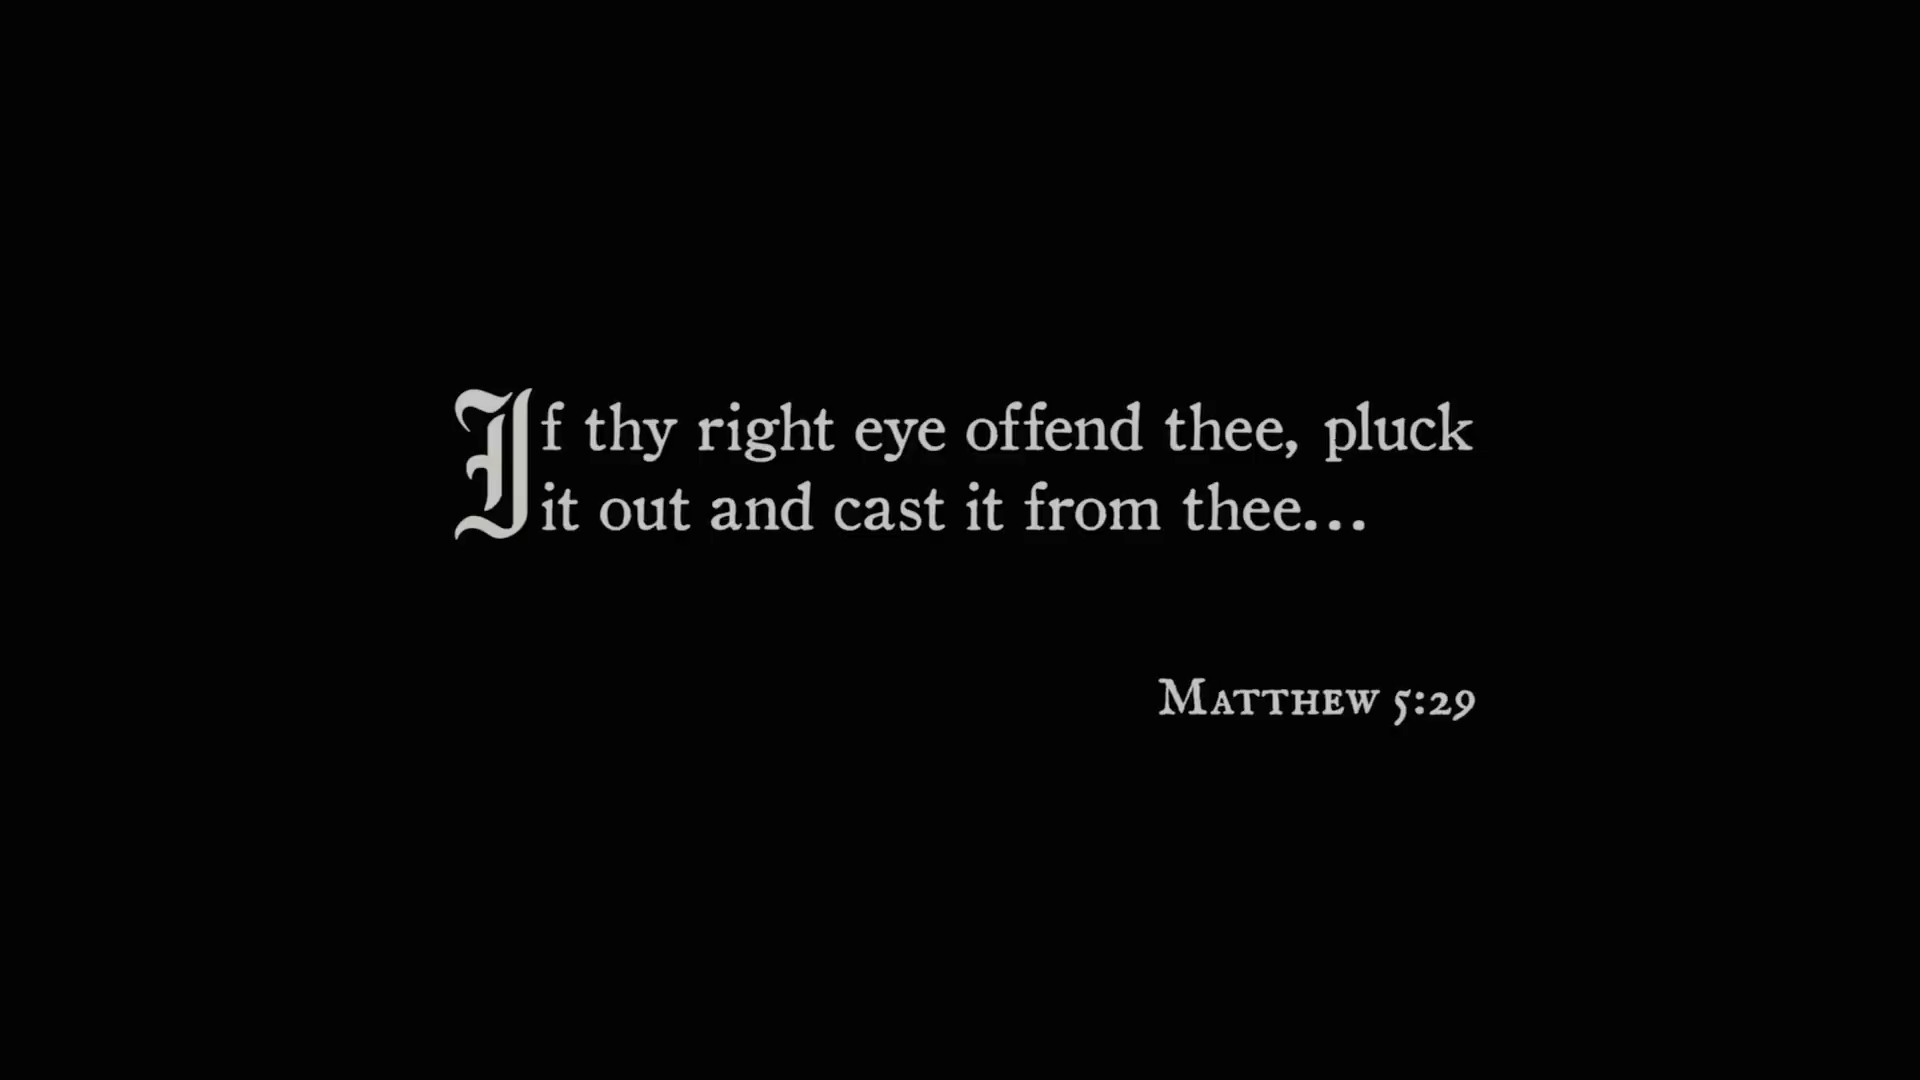 If thy right eye offend thee, pluck
it out and cast it from thee...
Matthew 5:29